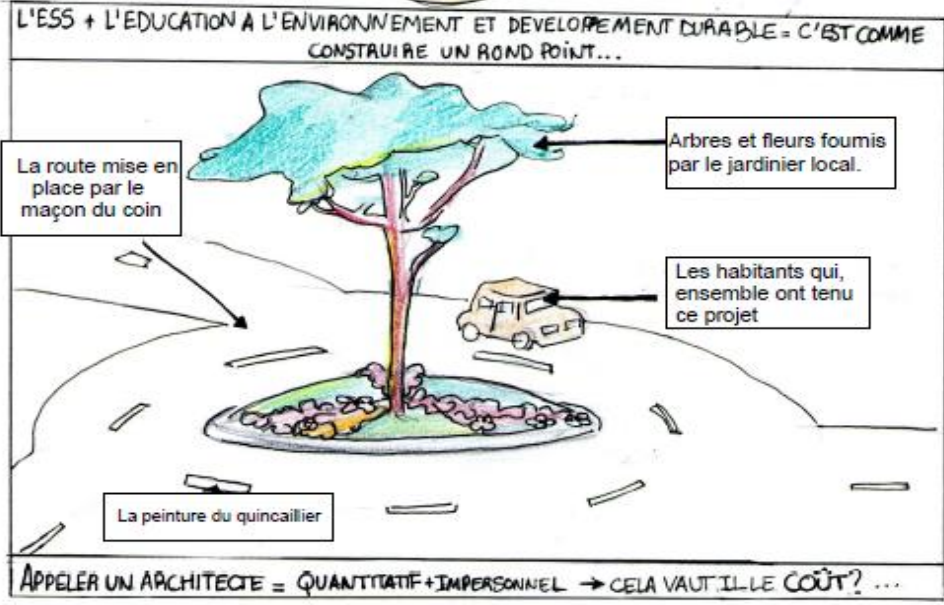 L'ESS + L'EDUCATION A L'ENVIRONNEMENT ET DEVELOPPEMENT DURABLE = C'EST COMME
CONSTRUIRE UN ROND POINT...
La route mise en
place par le
maçon du coin
Arbres et fleurs fournis
par le jardinier local.
Les habitants qui,
ensemble ont tenu
ce projet
La peinture du quincaillier
APPELER UN ARCHITECTE = QUANTITATIF + IMPERSONNEL → CELA VAUT IL LE COÛT? ...